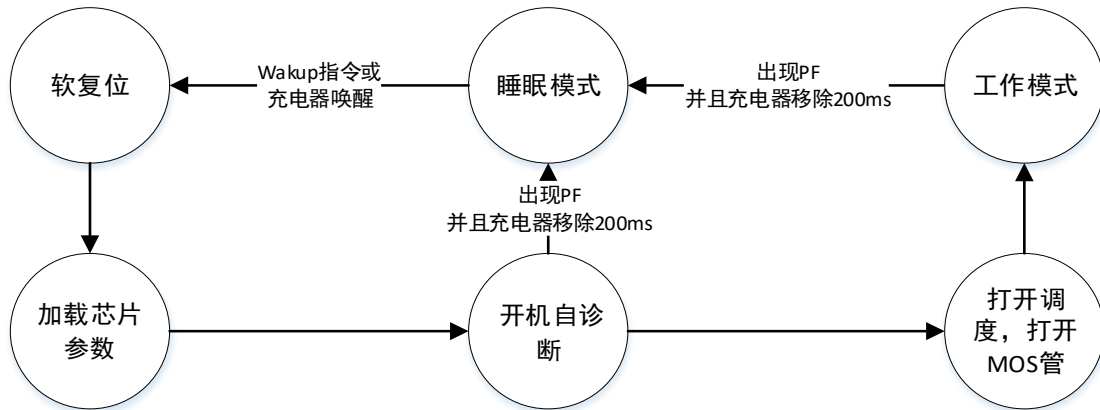 软复位
Wakup指令或
充电器唤醒
睡眠模式
出现PF
并且充电器移除200ms
工作模式
出现PF
并且充电器移除200ms
加载芯片
参数
开机自诊
断
打开调
度，打开
MOS管